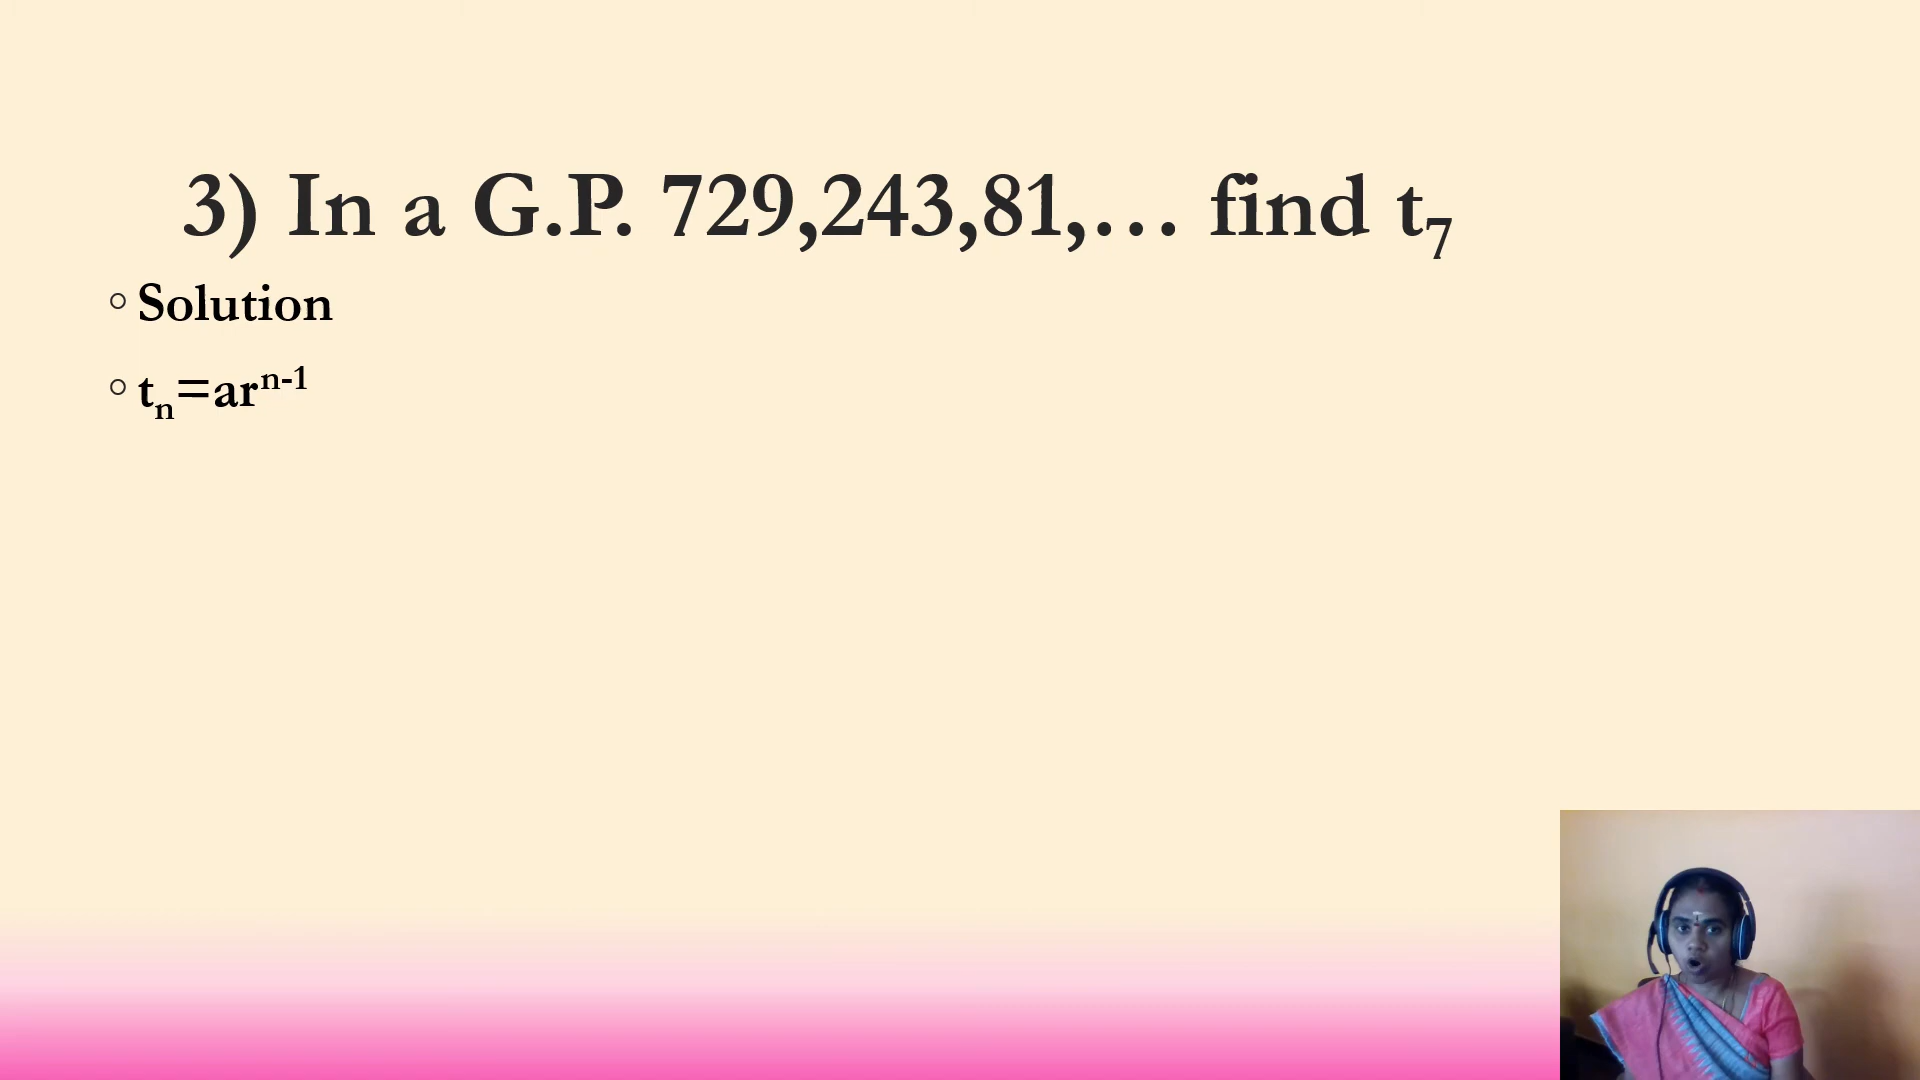 3) In a G.P. 729,243,81,… find t₇
Solution
tₙ=arⁿ⁻¹